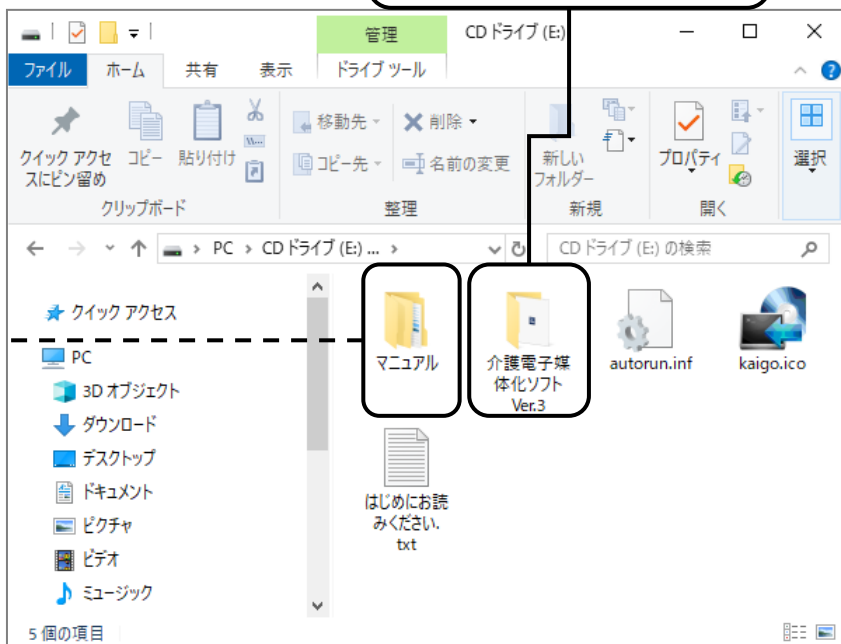 管理
CD ドライブ (E:)
ファイル
ホーム
共有
表示
ドライブ ツール
クイック アクセ
スにピン留め
コピー
貼り付け
移動先
削除
コピー先
名前の変更
新しい
フォルダー
プロパティ
選択
クリップボード
整理
新規
開く
PC
CD ドライブ (E:) ...
CD ドライブ (E:) の検索
クイック アクセス
PC
3D オブジェクト
ダウンロード
デスクトップ
ドキュメント
ピクチャ
ビデオ
ミュージック
マニュアル
介護電子媒
体化ソフト
Ver.3
autorun.inf
kaigo.ico
はじめにお読
みください.
txt
5 個の項目